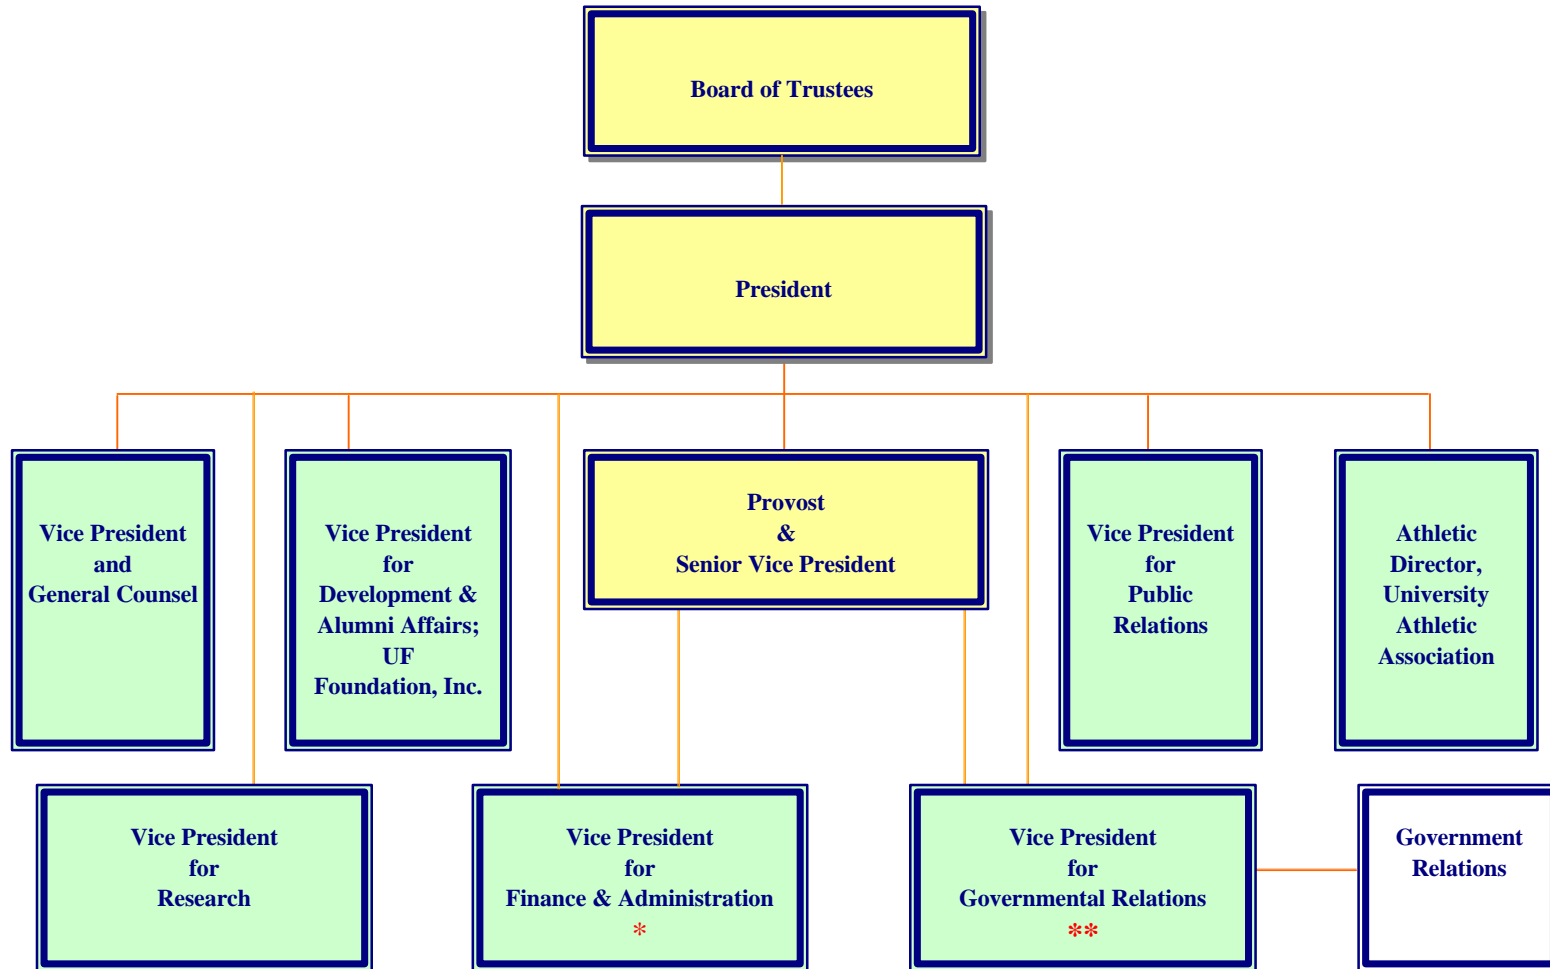 Board of Trustees
President
Vice President
and
General Counsel
Vice President
for
Development &
Alumni Affairs;
UF
Foundation, Inc.
Provost
&
Senior Vice President
Vice President
for
Public
Relations
Athletic
Director,
University
Athletic
Association
Vice President
for
Research
Vice President
for
Finance & Administration
*
Vice President
for
Governmental Relations
**
Government
Relations